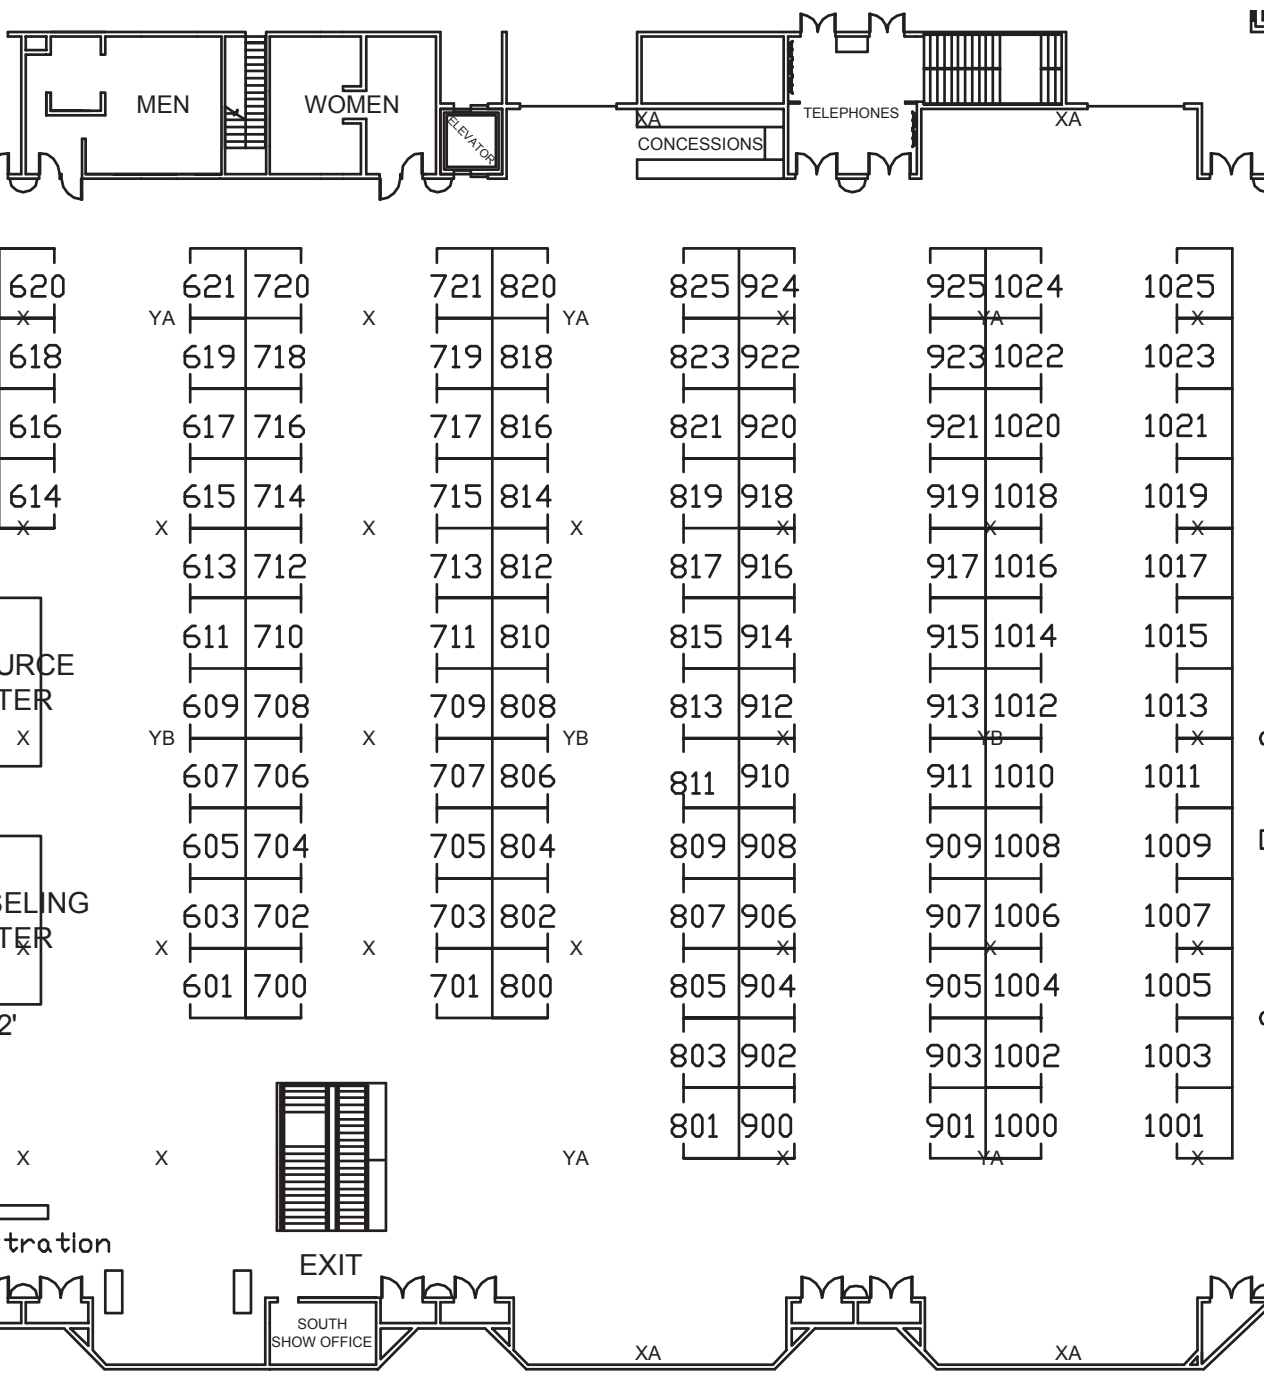 MEN WOMEN ELEVATOR XA CONCESSIONS TELEPHONES XA
620 621 720 721 820 825 924 925 1024 1025
X YA X YA X YA X
618 619 718 719 818 823 922 923 1022 1023
616 617 716 717 816 821 920 921 1020 1021
614 615 714 715 814 819 918 919 1018 1019
X X X X X X X
613 712 713 812 817 916 917 1016 1017
611 710 711 810 815 914 915 1014 1015
URCE
TER
609 708 709 808 813 912 913 1012 1013
X YB X YB X YB X
607 706 707 806 811 910 911 1010 1011
605 704 705 804 809 908 909 1008 1009
SELING
TER
603 702 703 802 807 906 907 1006 1007
X X X X X X X
601 700 701 800 805 904 905 1004 1005
2'
803 902 903 1002 1003
801 900 901 1000 1001
X X YA X YA X
tration
EXIT
SOUTH
SHOW OFFICE
XA XA